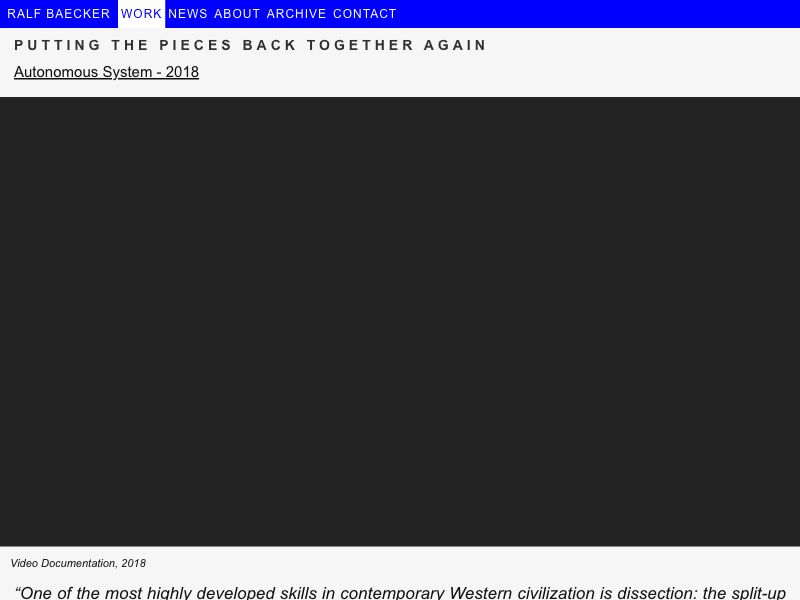 RALF BAECKER WORK NEWS ABOUT ARCHIVE CONTACT
PUTTING THE PIECES BACK TOGETHER AGAIN
Autonomous System - 2018
Video Documentation, 2018
“One of the most highly developed skills in contemporary Western civilization is dissection: the split-up